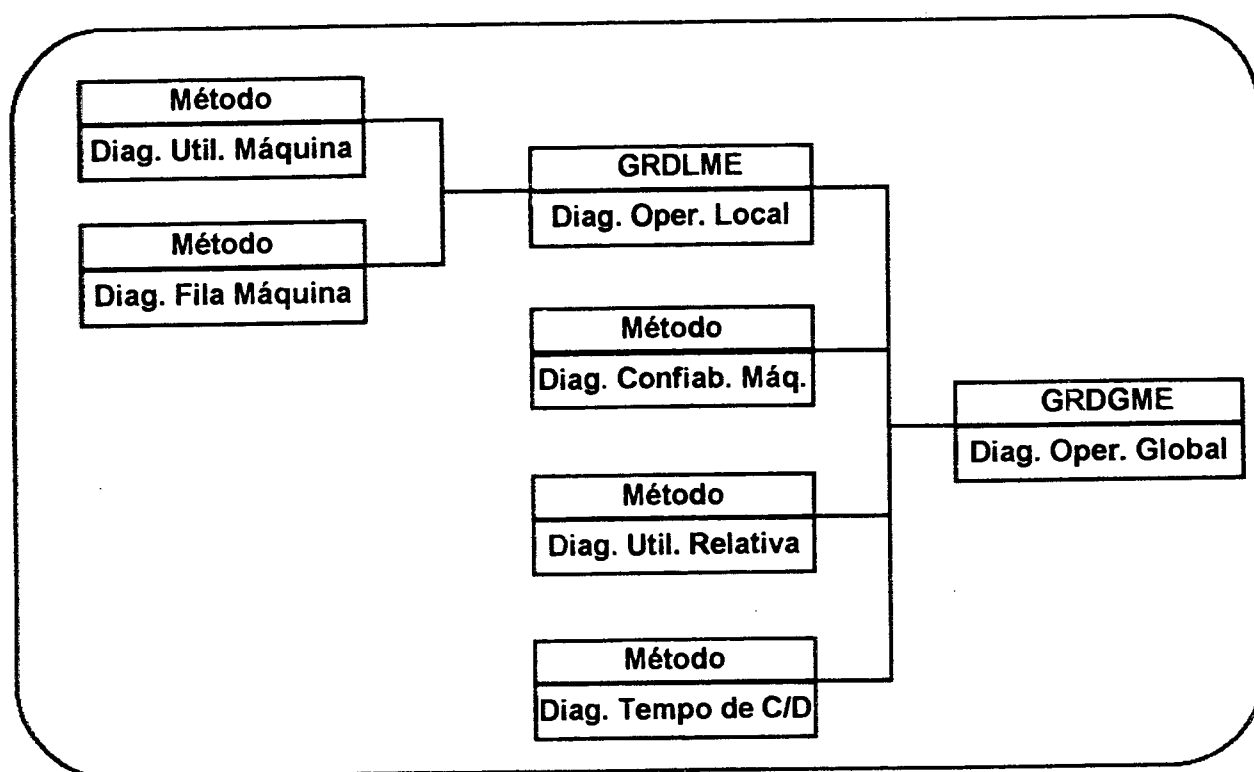 Método
Diag. Util. Máquina
Método
Diag. Fila Máquina
GRDLME
Diag. Oper. Local
Método
Diag. Confiab. Máq.
Método
Diag. Util. Relativa
Método
Diag. Tempo de C/D
GRDGME
Diag. Oper. Global